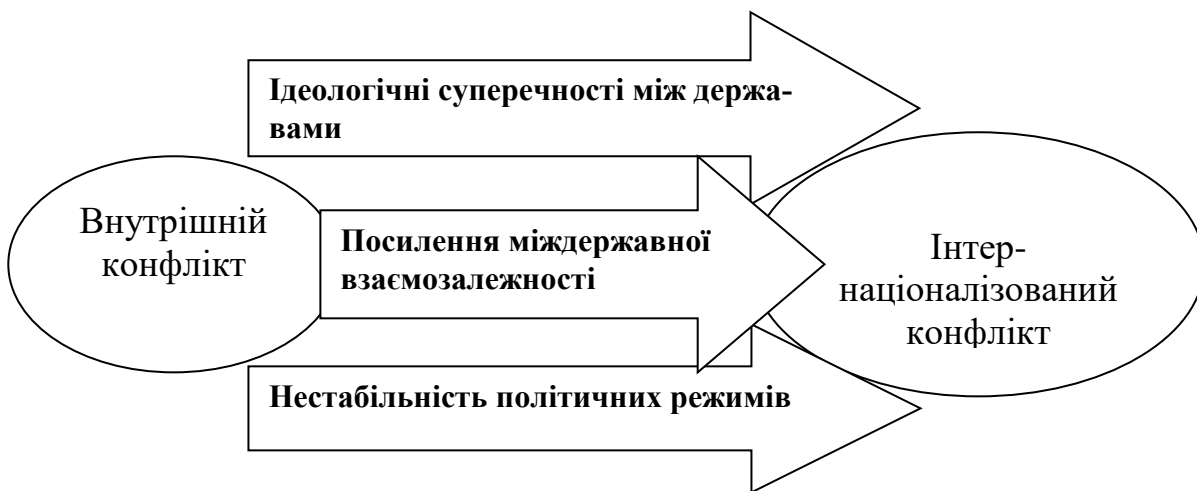 Ідеологічні суперечності між держа-
вами
Внутрішній
конфлікт
Посилення міждержавної
взаємозалежності
Інтер-
націоналізований
конфлікт
Нестабільність політичних режимів